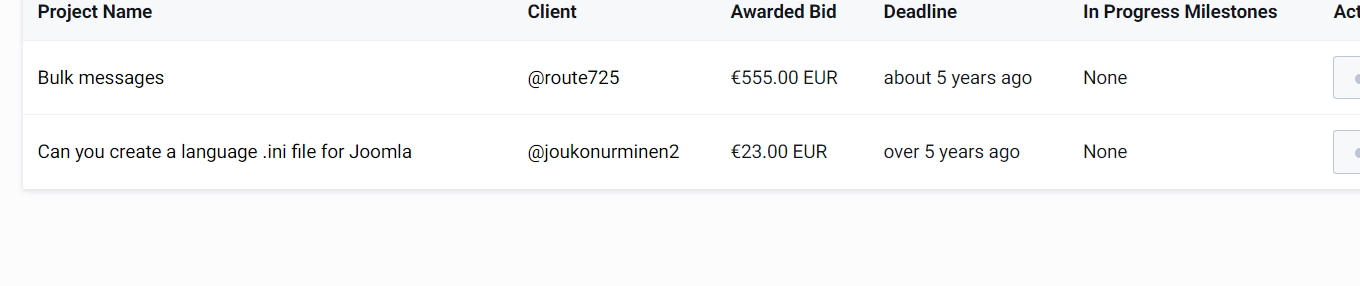 Project Name Client Awarded Bid Deadline In Progress Milestones
Bulk messages @route725 €555.00 EUR about 5 years ago None
Can you create a language .ini file for Joomla @joukonurminen2 €23.00 EUR over 5 years ago None